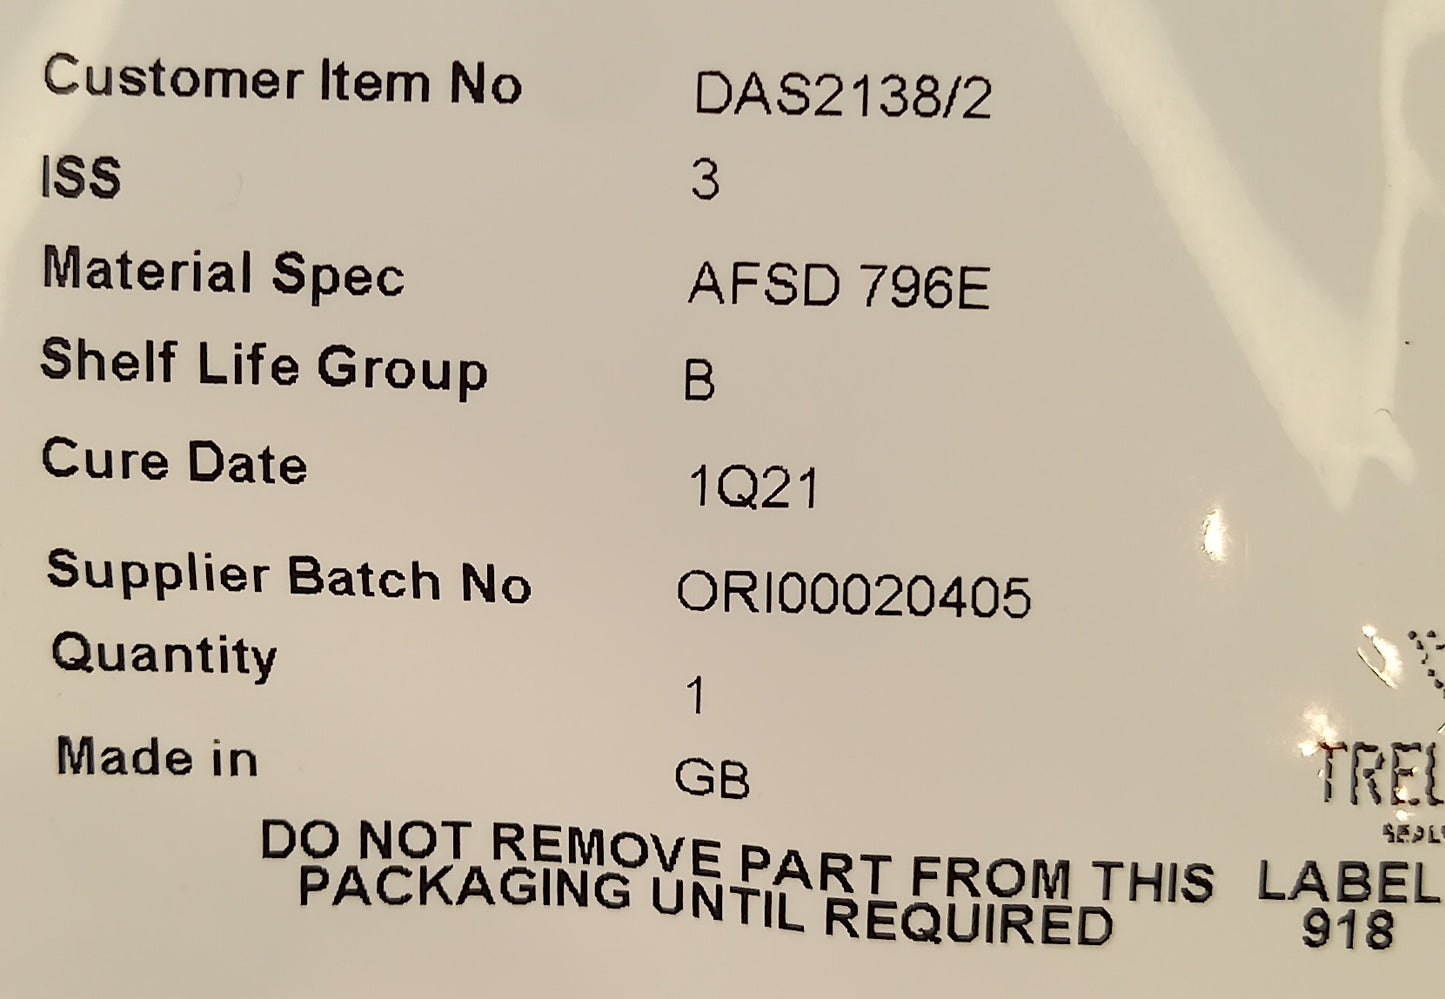 Customer Item No DAS2138/2
ISS 3
Material Spec AFSD 796E
Shelf Life Group B
Cure Date 1Q21
Supplier Batch No ORI00020405
Quantity 1
Made in GB
TREL
DO NOT REMOVE PART FROM THIS LABEL
PACKAGING UNTIL REQUIRED 918